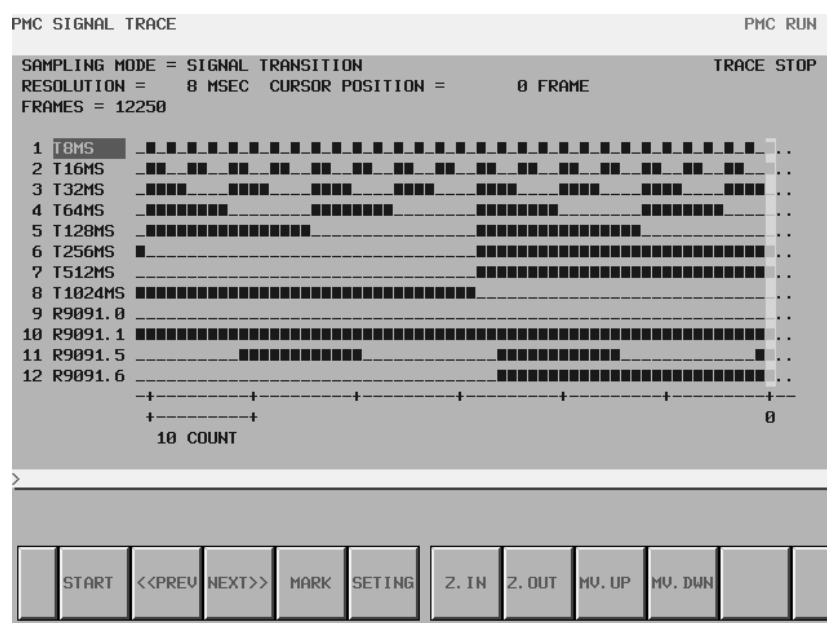 PMC SIGNAL TRACE PMC RUN
SAMPLING MODE = SIGNAL TRANSITION TRACE STOP
RESOLUTION = 8 MSEC CURSOR POSITION = 0 FRAME
FRAMES = 12250
1 T8MS
2 T16MS
3 T32MS
4 T64MS
5 T128MS
6 T256MS
7 T512MS
8 T1024MS
9 R9091.0
10 R9091.1
11 R9091.5
12 R9091.6
0
10 COUNT
>
START <<PREV NEXT>> MARK SETING Z.IN Z.OUT MV.UP MV.DWN